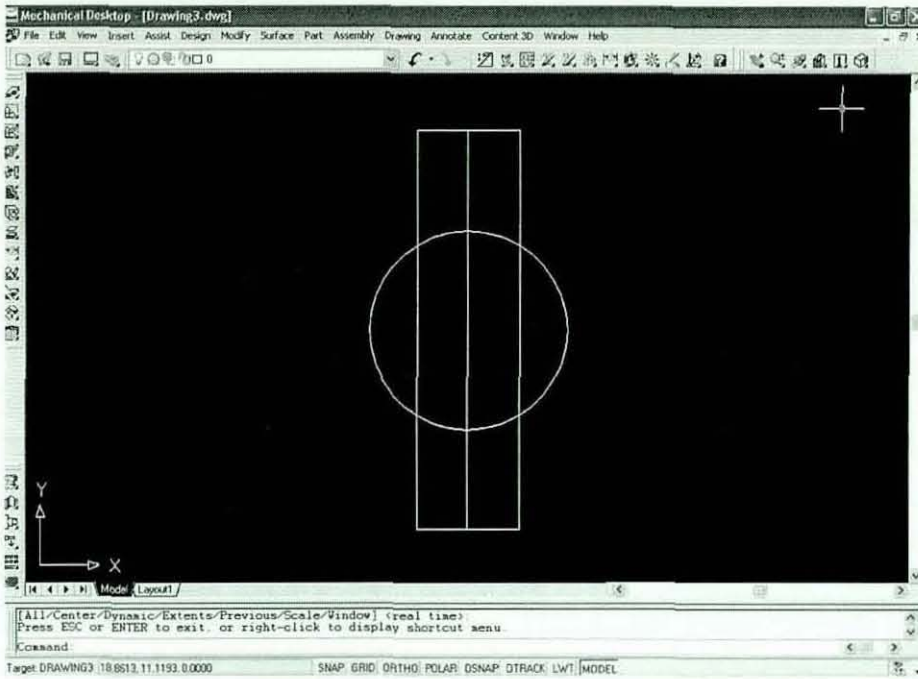 Mechanical Desktop - [Drawing3.dwg]
File Edit View Insert Assist Design Modify Surface Part Assembly Drawing Annotate Content 3D Window Help
0
Y
X
Model Layout1
[All/Center/Dynamic/Extents/Previous/Scale/Window] <real time>:
Press ESC or ENTER to exit, or right-click to display shortcut menu.
Command:
Target: DRAWING3 18.8613, 11.1193, 0.0000 SNAP GRID ORTHO POLAR OSNAP OTRACK LWT MODEL